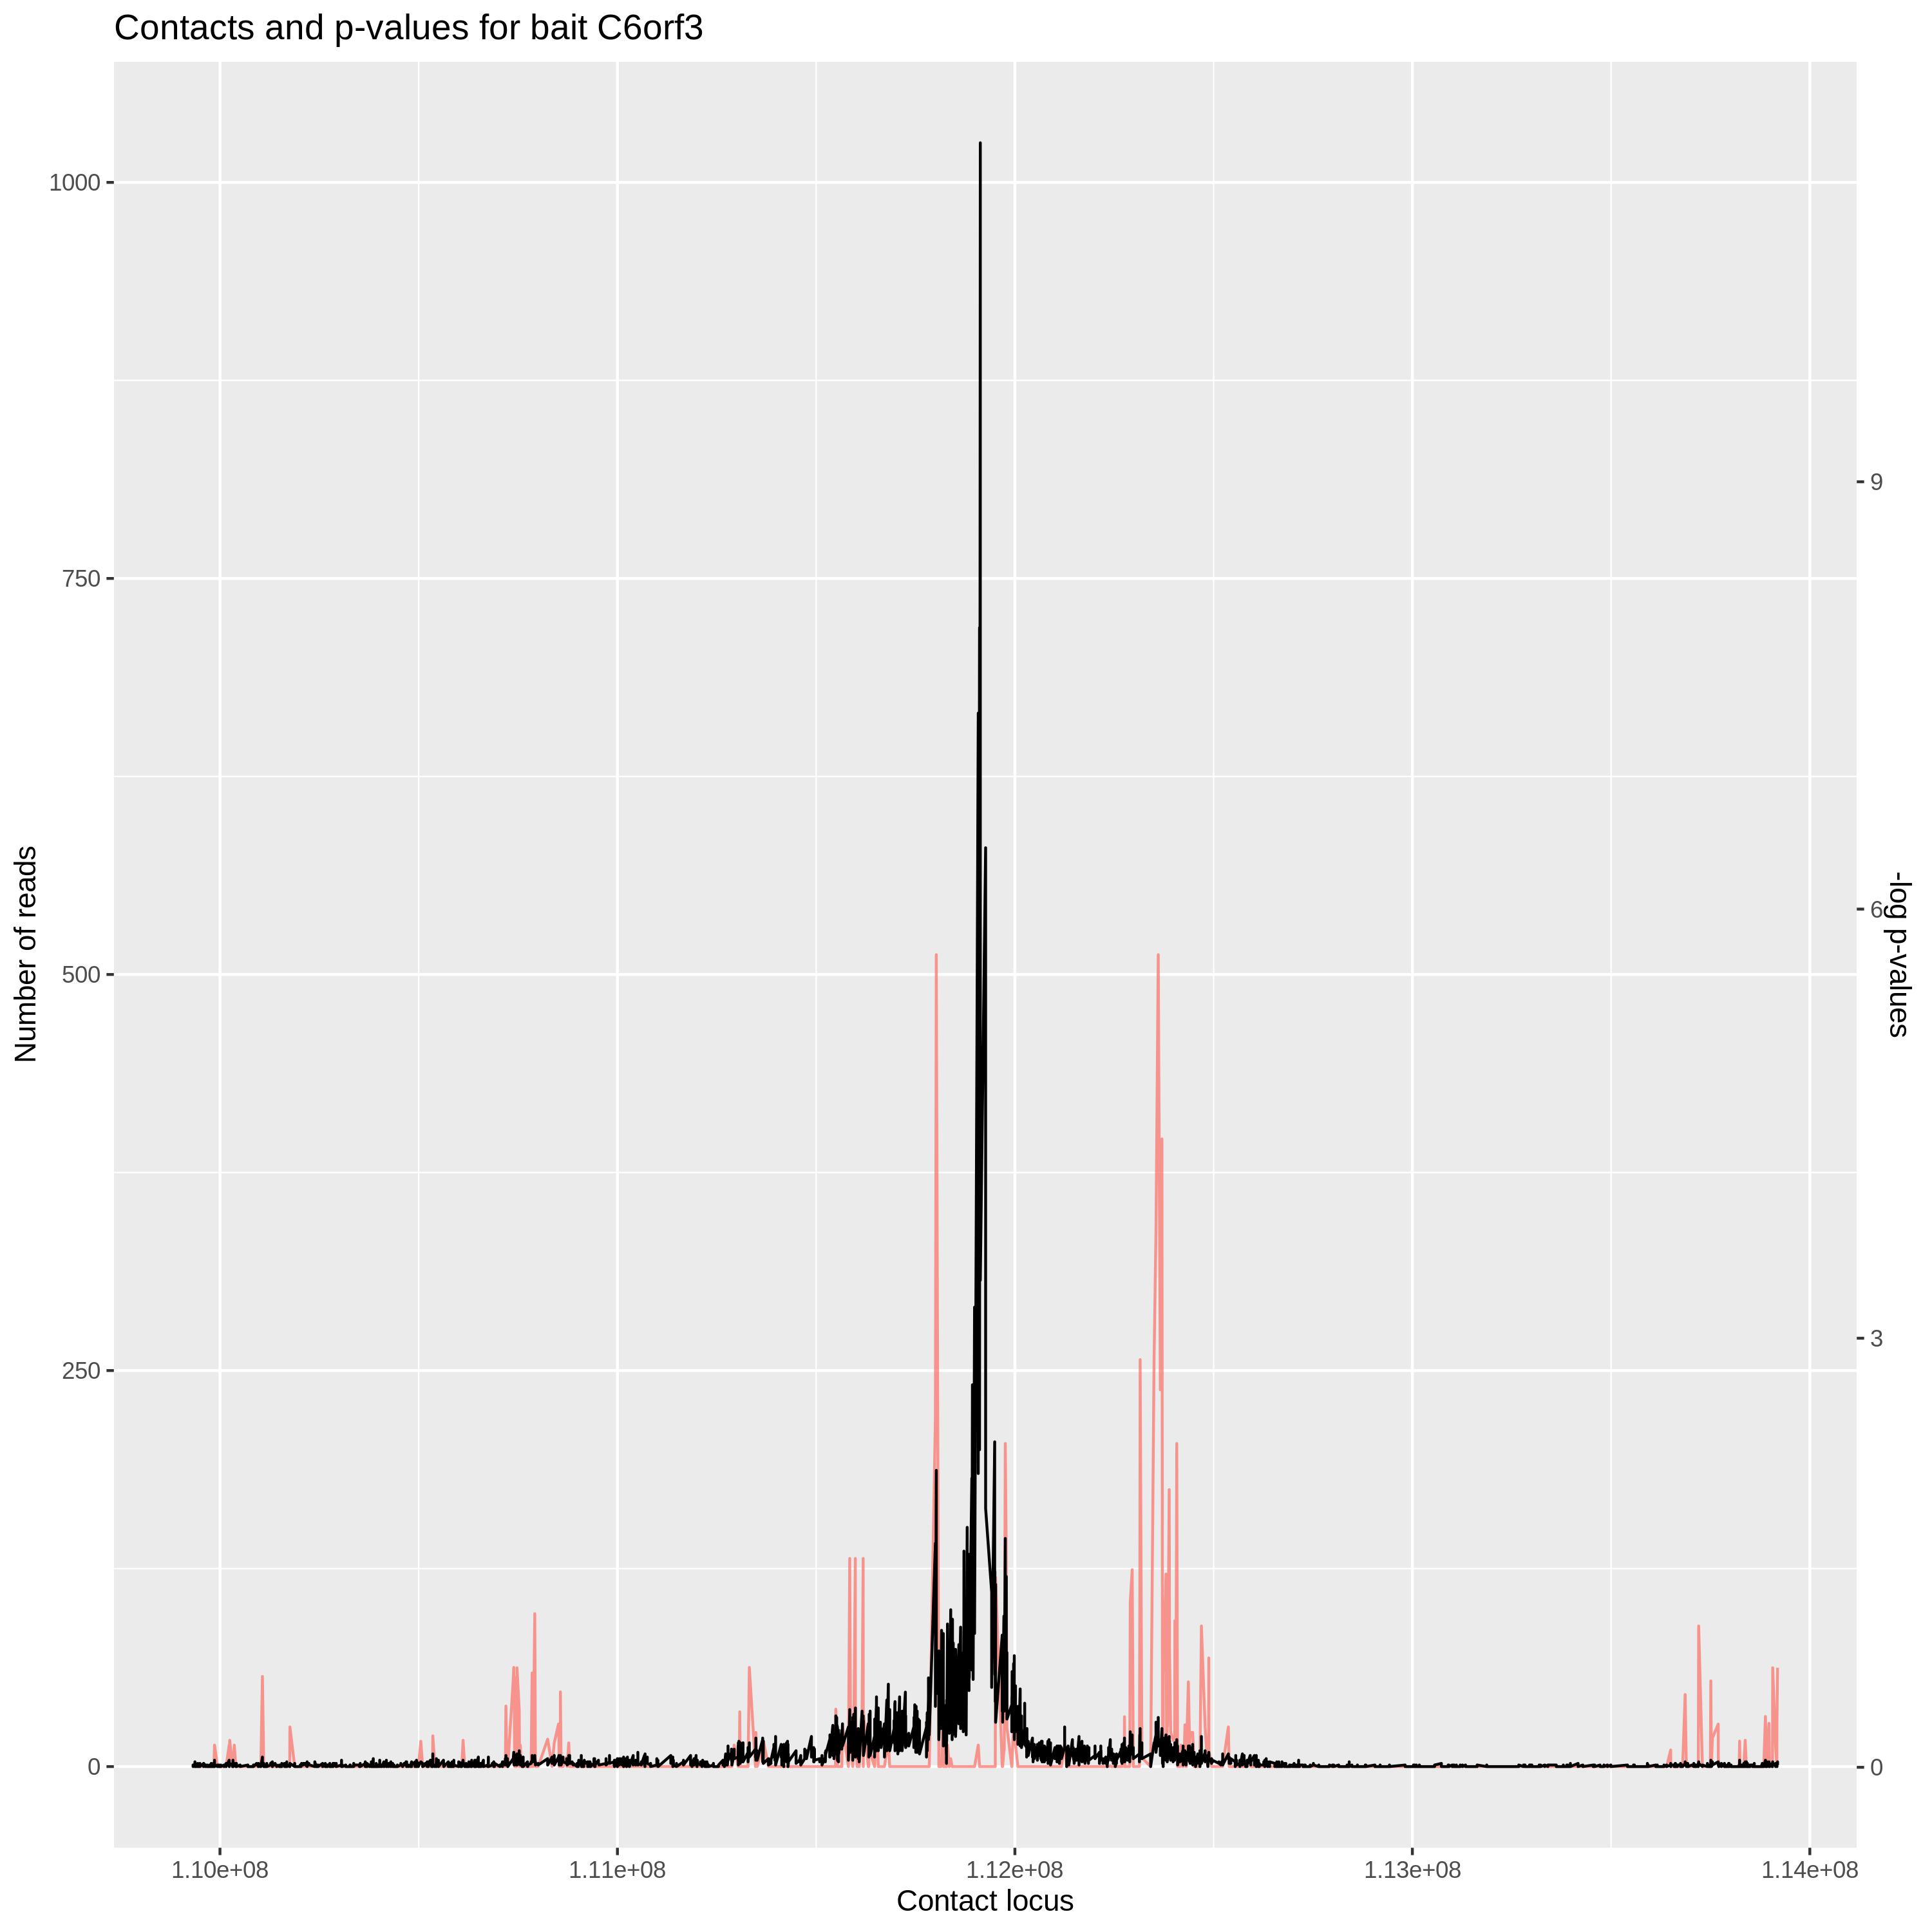 Contacts and p-values for bait C6orf3
1000
750
500
250
0
Number of reads
9
6
3
0
-log p-values
1.10e+08
1.11e+08
1.12e+08
1.13e+08
1.14e+08
Contact locus